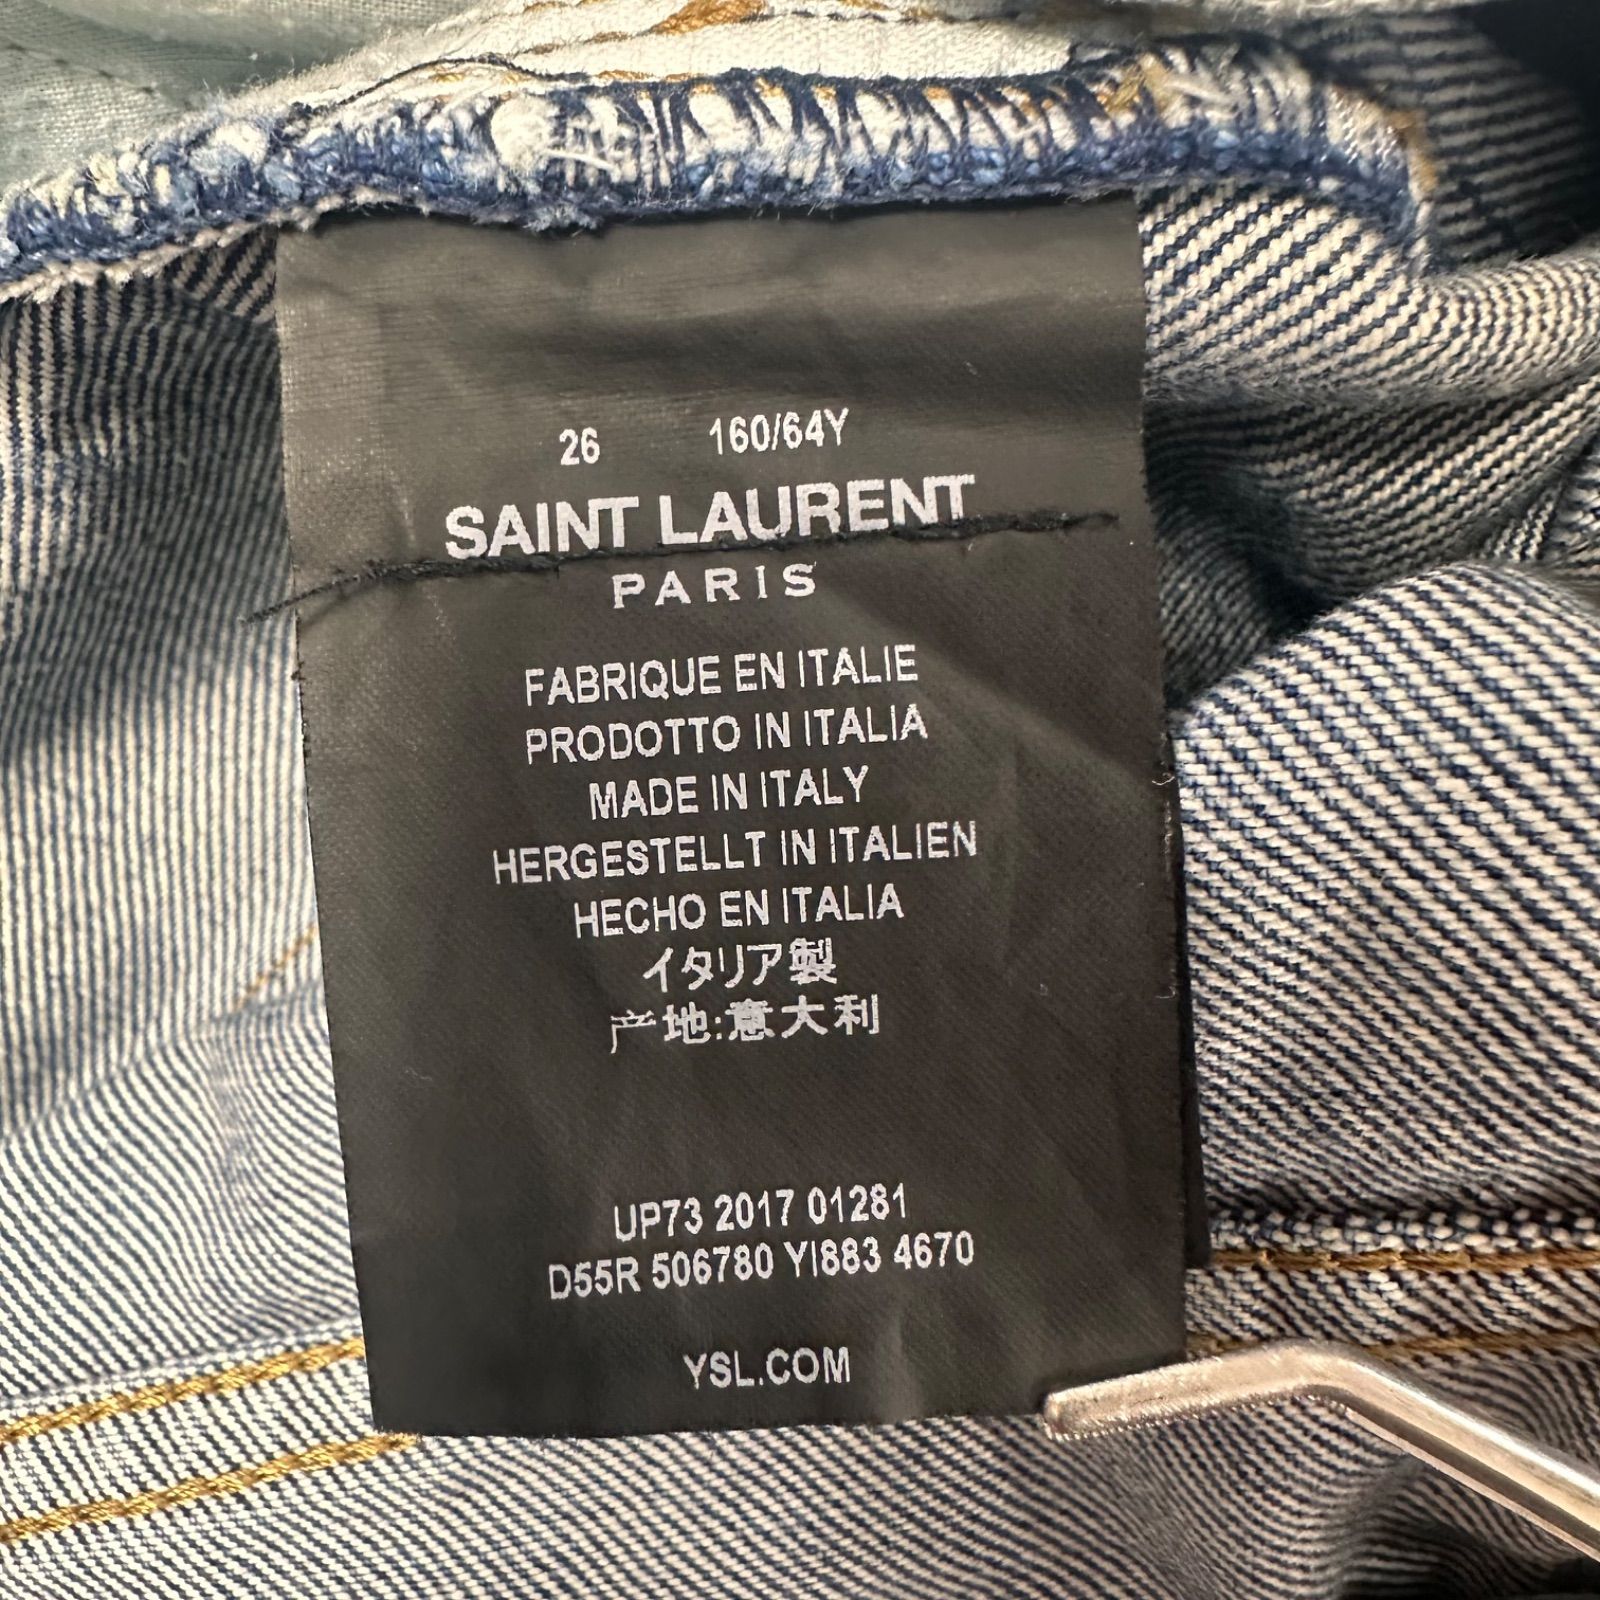 26 160/64Y
SAINT LAURENT
PARIS
FABRIQUE EN ITALIE
PRODOTTO IN ITALIA
MADE IN ITALY
HERGESTELLT IN ITALIEN
HECHO EN ITALIA
イタリア製
产地:意大利
UP73 2017 01281
D55R 506780 YI883 4670
YSL.COM